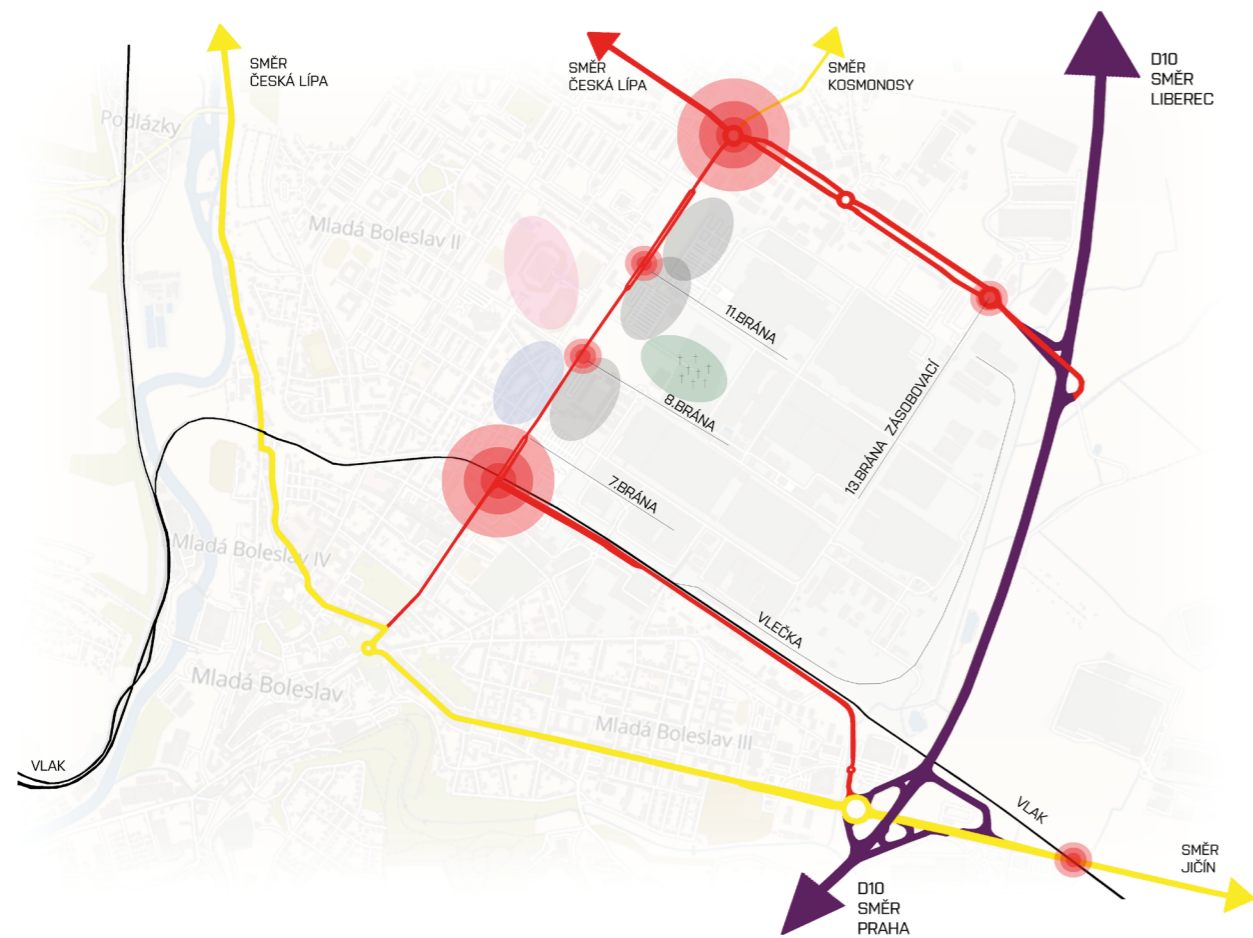 SMĚR
ČESKÁ LÍPA
SMĚR
ČESKÁ LÍPA
SMĚR
KOSMONOSY
D10
SMĚR
LIBEREC
Podlázky
Mladá Boleslav II
11.BRÁNA
8.BRÁNA
13.BRÁNA ZÁSOBOVACÍ
7.BRÁNA
Mladá Boleslav IV
VLEČKA
Mladá Boleslav
Mladá Boleslav III
VLAK
VLAK
SMĚR
JIČÍN
D10
SMĚR
PRAHA